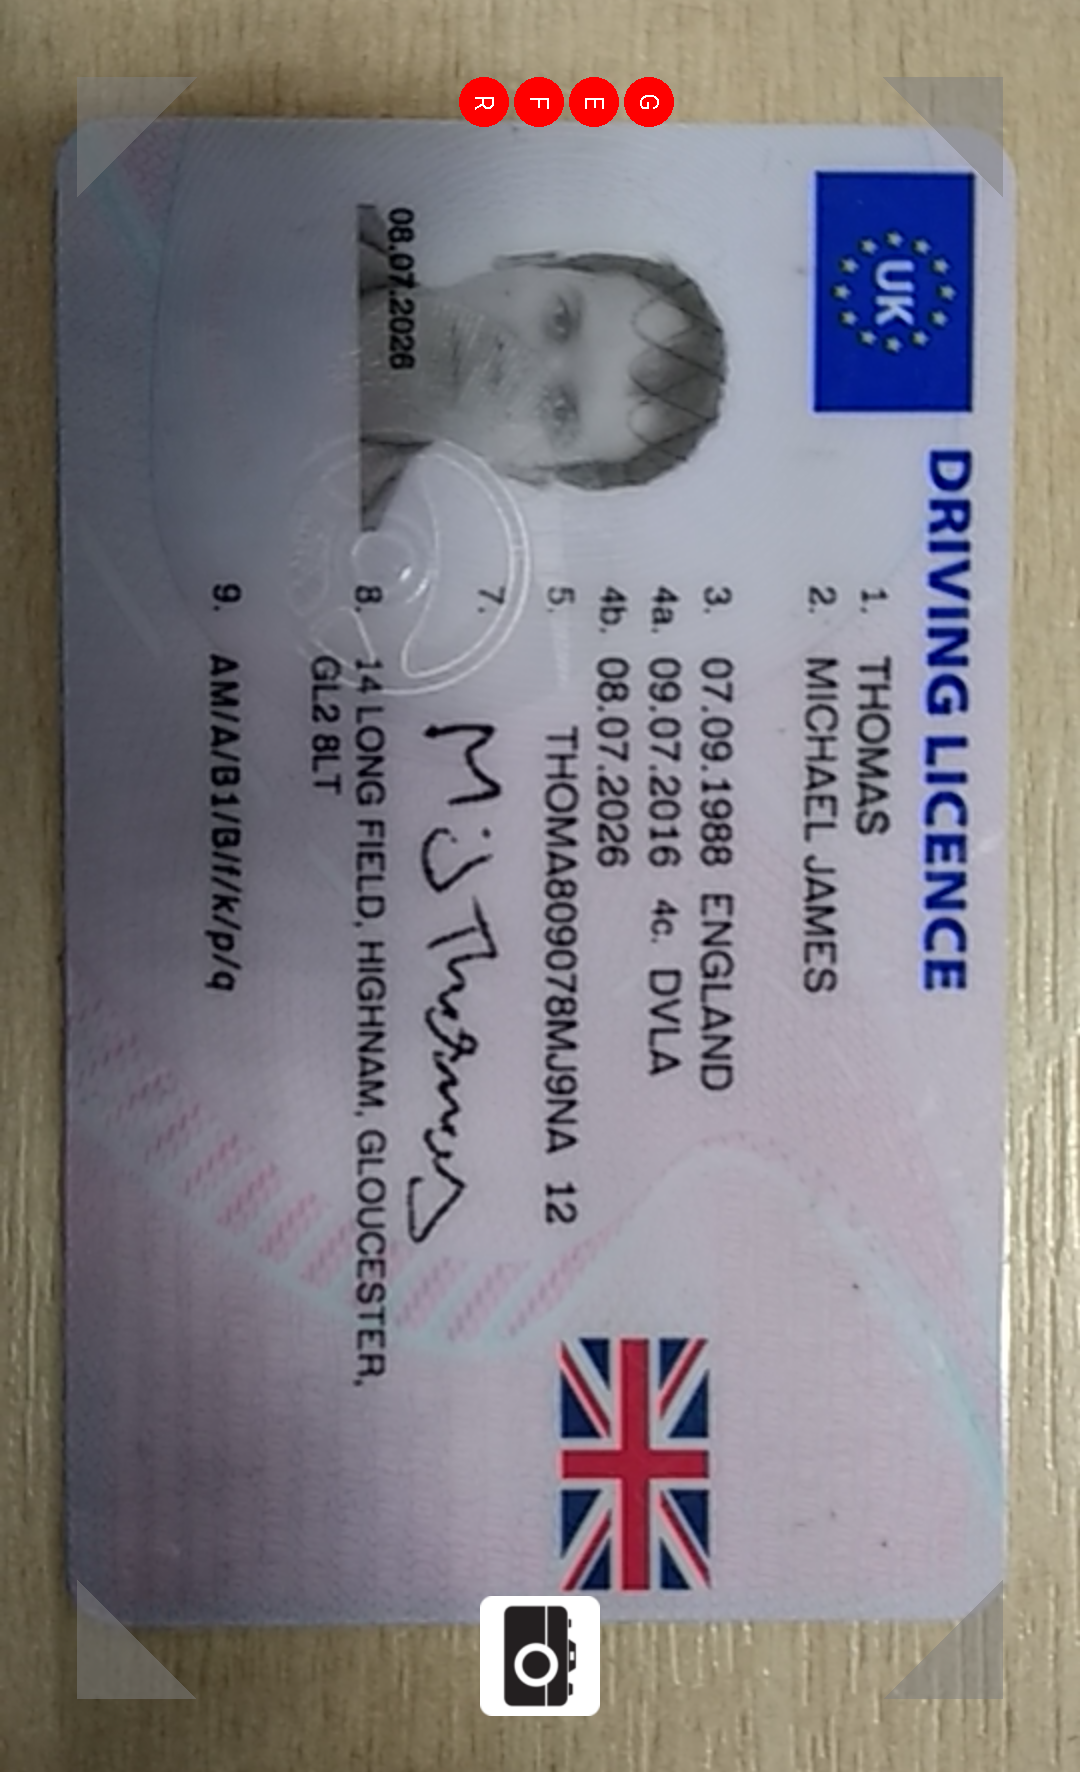 G E F R
UK
DRIVING LICENCE
1. THOMAS
2. MICHAEL JAMES
3. 07.09.1988 ENGLAND
4a. 09.07.2016 4c. DVLA
4b. 08.07.2026
5. THOMA809078MJ9NA 12
7. M J Thomas
8. 14 LONG FIELD, HIGHNAM, GLOUCESTER,
GL2 8LT
9. AM/A/B1/B/f/k/p/q
08.07.2026